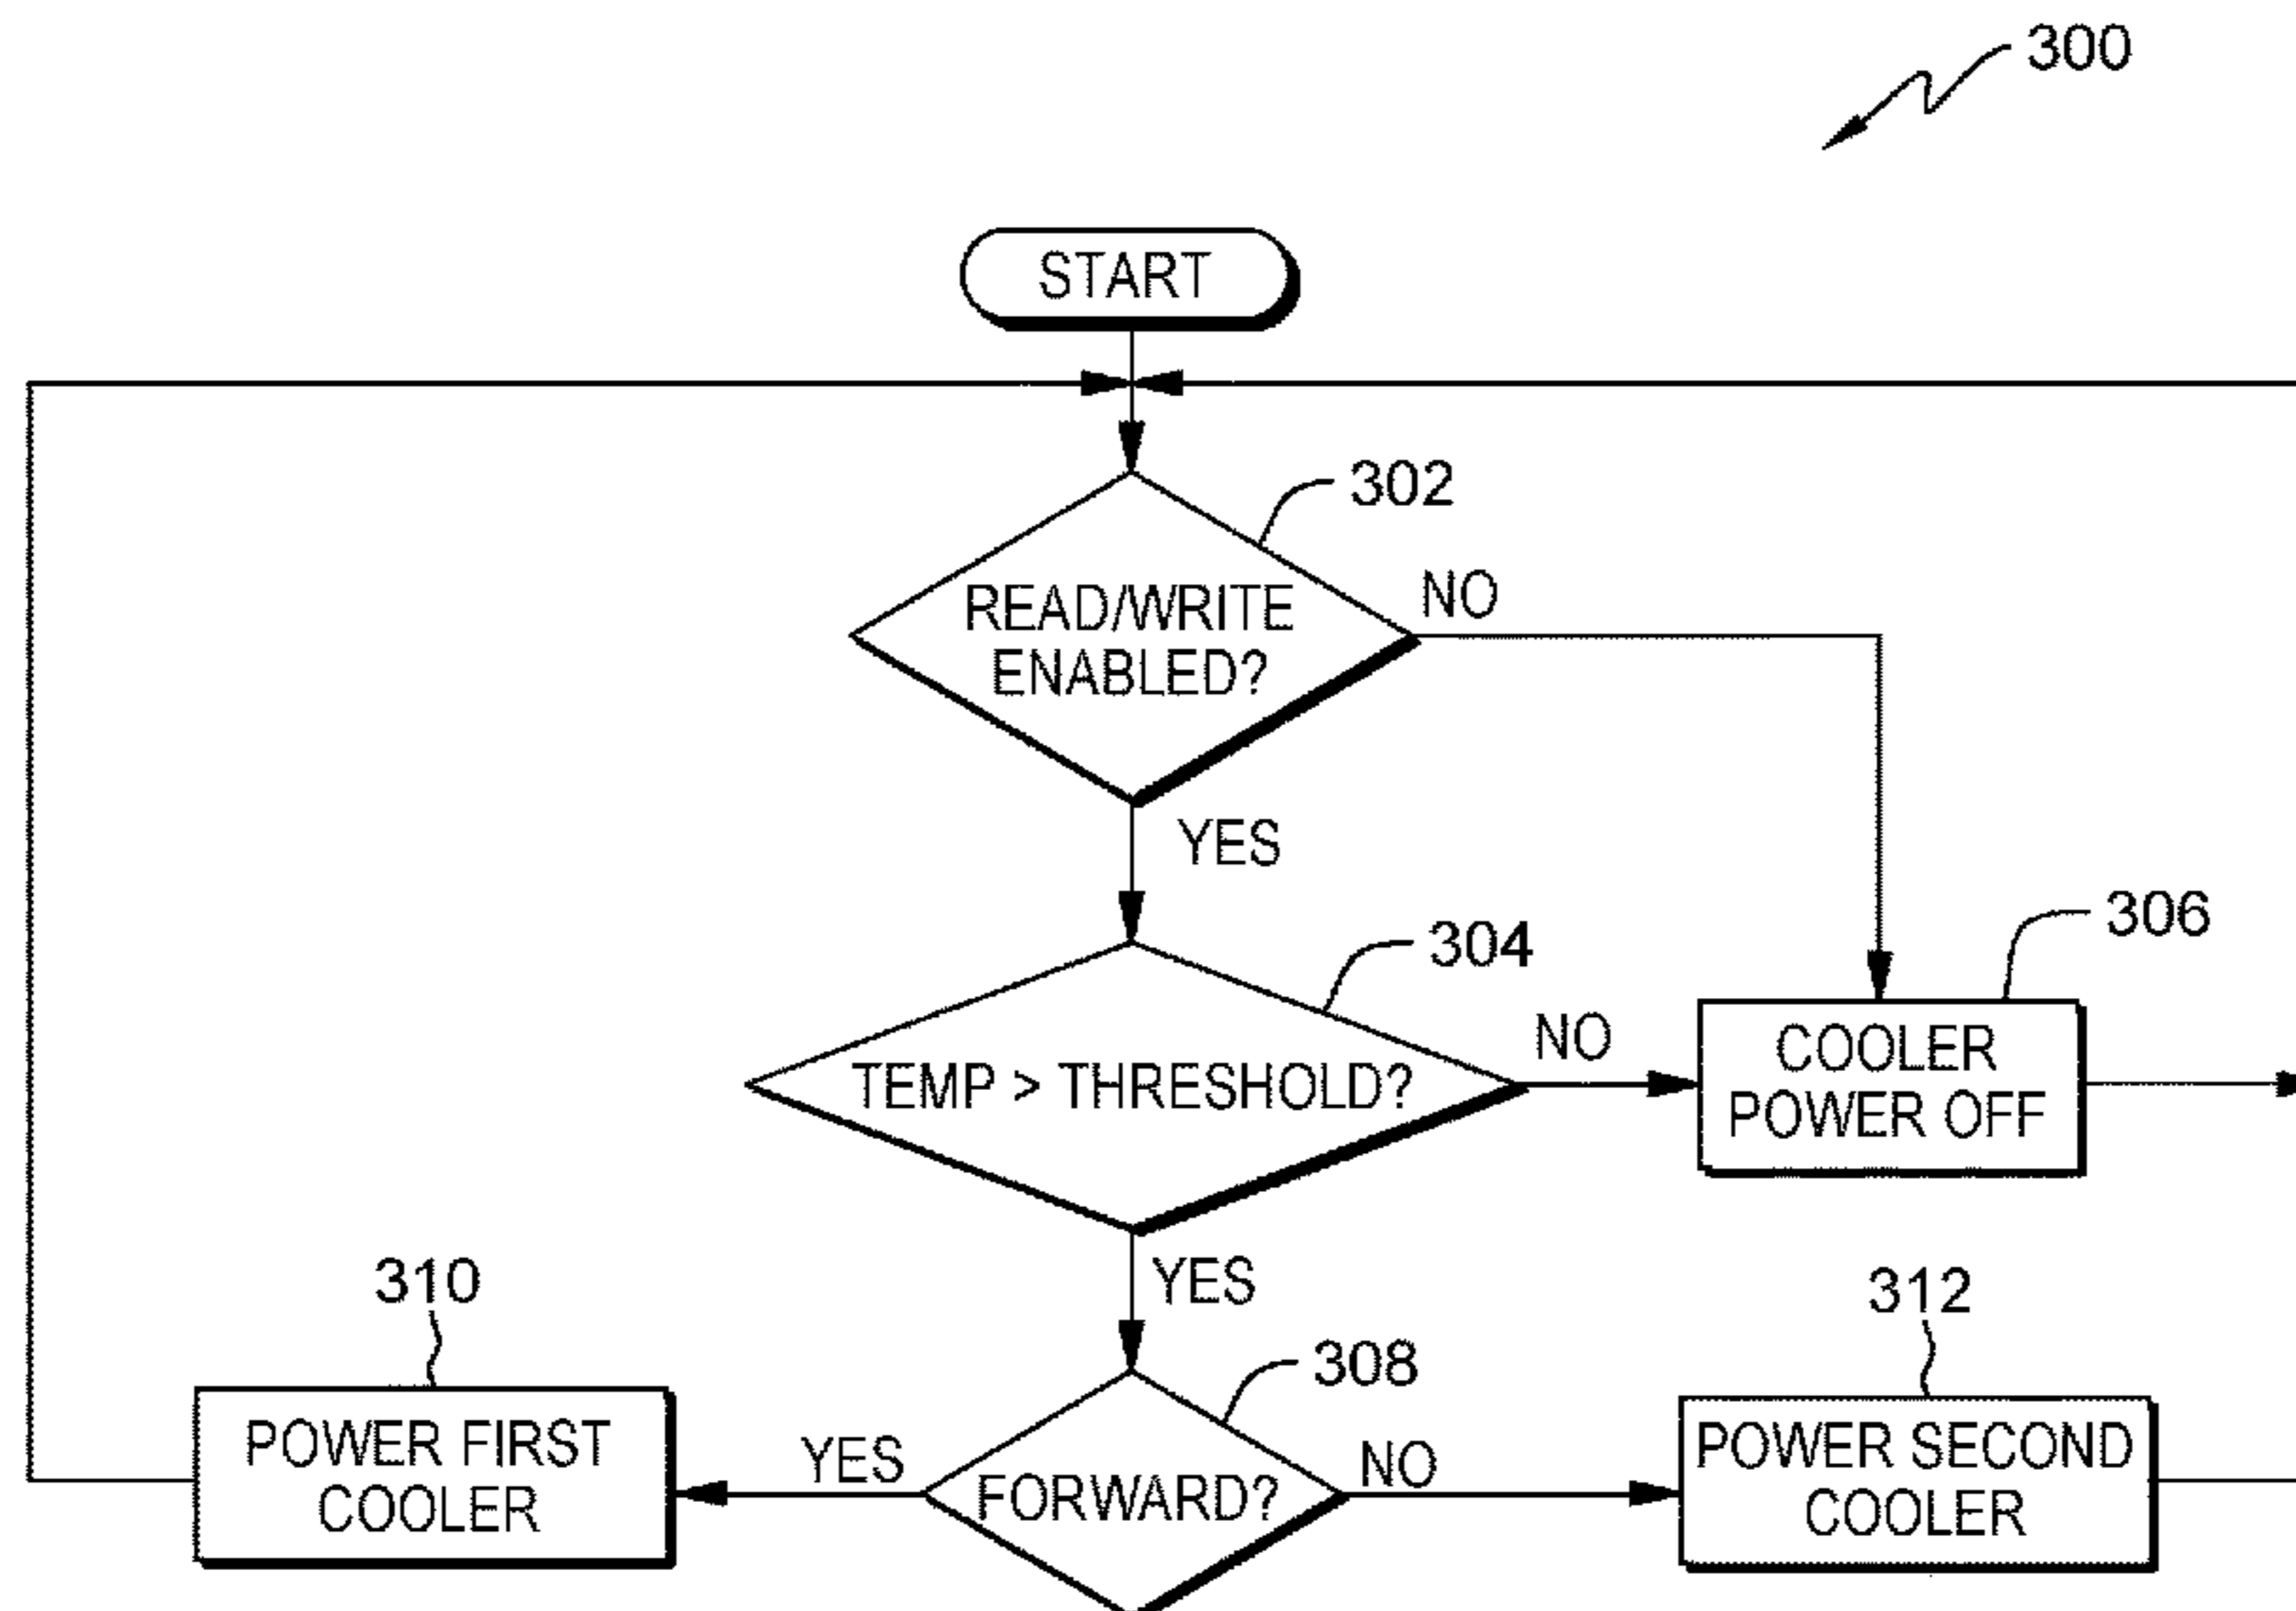 300
START
302
READ/WRITE
ENABLED?
NO
YES
304
306
TEMP > THRESHOLD?
NO
COOLER
POWER OFF
YES
310
308
312
POWER FIRST
COOLER
YES
FORWARD?
NO
POWER SECOND
COOLER